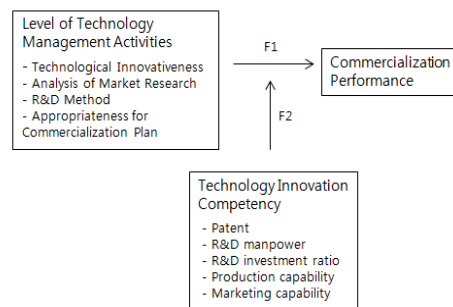 Level of Technology
Management Activities
- Technological Innovativeness
- Analysis of Market Research
- R&D Method
- Appropriateness for
Commercialization Plan
F1
Commercialization
Performance
F2
Technology Innovation
Competency
- Patent
- R&D manpower
- R&D investment ratio
- Production capability
- Marketing capability